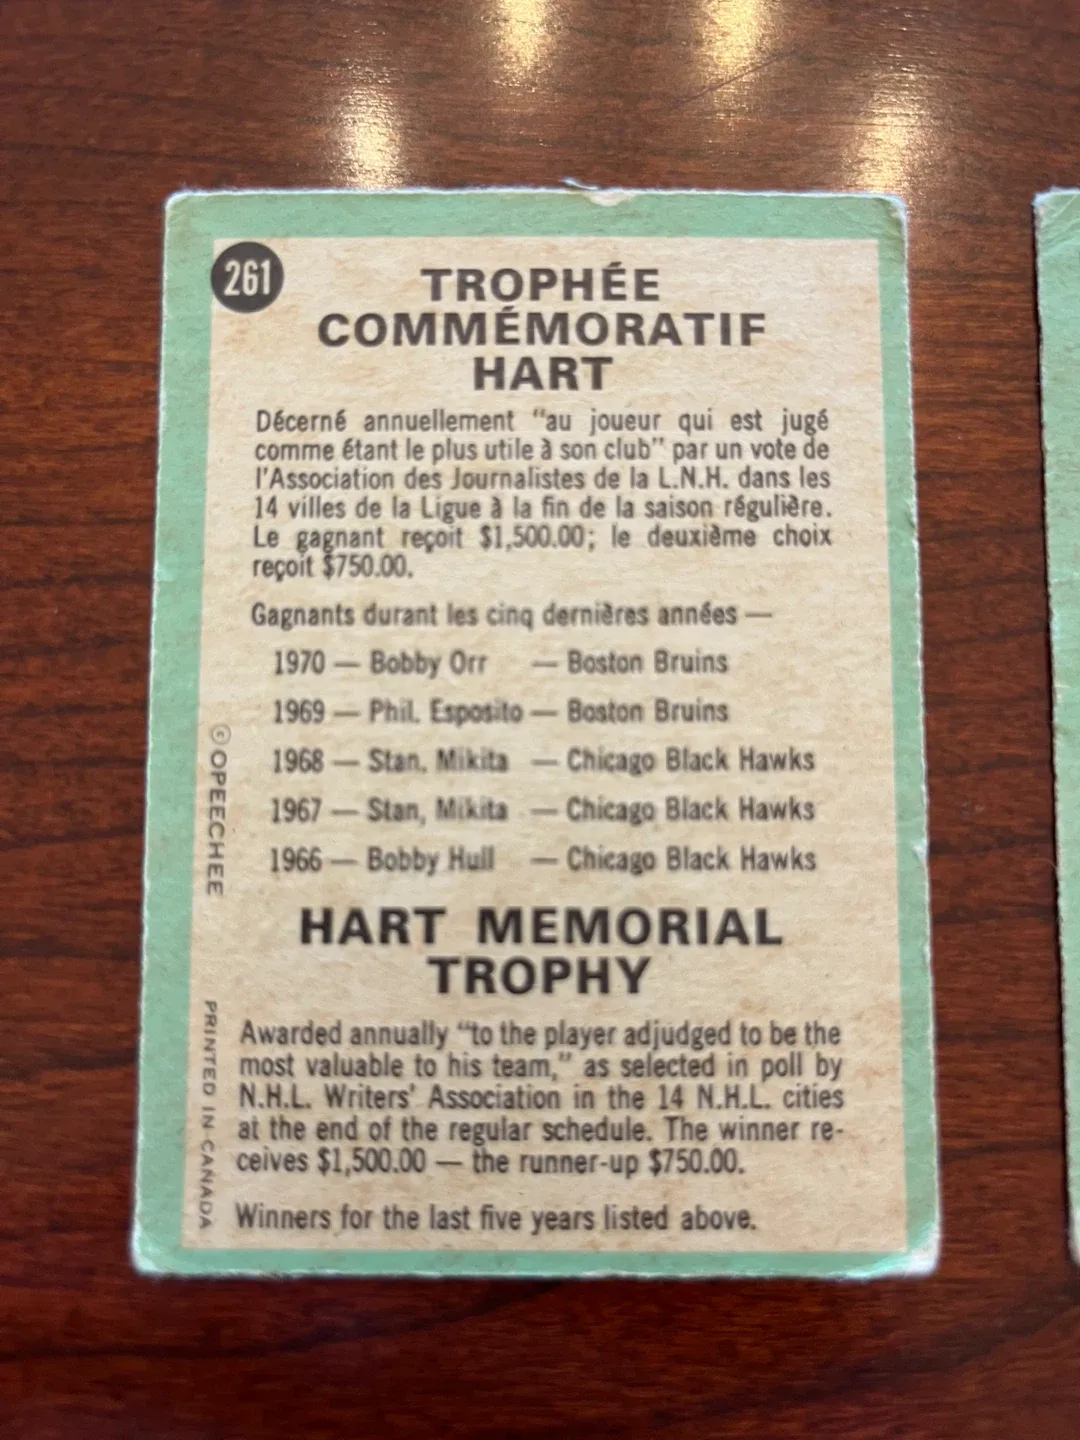 261
TROPHÉE
COMMÉMORATIF
HART
Décerné annuellement "au joueur qui est jugé
comme étant le plus utile à son club" par un vote de
l'Association des Journalistes de la L.N.H. dans les
14 villes de la Ligue à la fin de la saison régulière.
Le gagnant reçoit $1,500.00; le deuxième choix
reçoit $750.00.
Gagnants durant les cinq dernières années —
1970 — Bobby Orr — Boston Bruins
1969 — Phil. Esposito — Boston Bruins
1968 — Stan. Mikita — Chicago Black Hawks
1967 — Stan, Mikita — Chicago Black Hawks
1966 — Bobby Hull — Chicago Black Hawks
HART MEMORIAL
TROPHY
Awarded annually "to the player adjudged to be the
most valuable to his team," as selected in poll by
N.H.L. Writers' Association in the 14 N.H.L. cities
at the end of the regular schedule. The winner re-
ceives $1,500.00 — the runner-up $750.00.
Winners for the last five years listed above.
©OPEECHEE
PRINTED IN CANADA